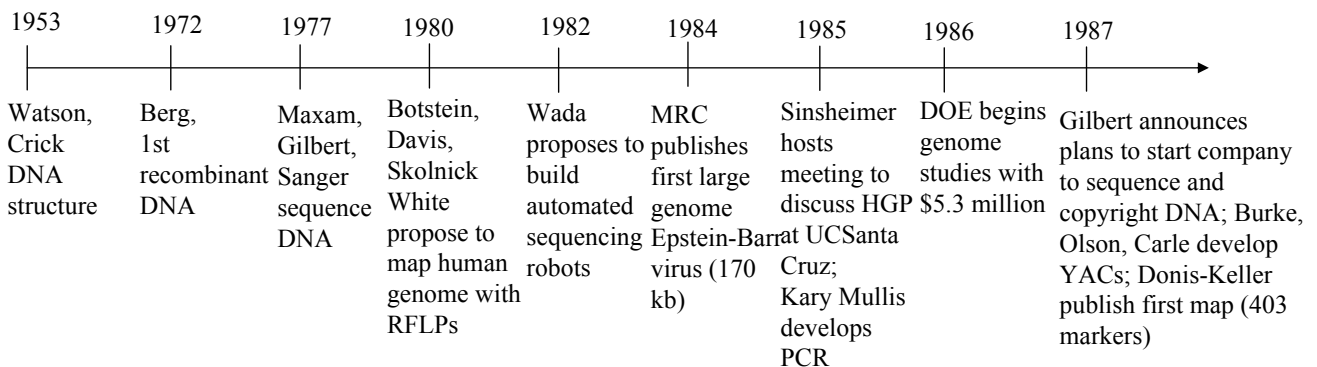 1953
1972
1977
1980
1982
1984
1985
1986
1987
Watson,
Crick
DNA
structure
Berg,
1st
recombinant
DNA
Maxam,
Gilbert,
Sanger
sequence
DNA
Botstein,
Davis,
Skolnick
White
propose to
map human
genome with
RFLPs
Wada
proposes to
build
automated
sequencing
robots
MRC
publishes
first large
genome
Epstein-Barr
virus (170
kb)
Sinsheimer
hosts
meeting to
discuss HGP
at UCSanta
Cruz;
Kary Mullis
develops
PCR
DOE begins
genome
studies with
$5.3 million
Gilbert announces
plans to start company
to sequence and
copyright DNA; Burke,
Olson, Carle develop
YACs; Donis-Keller
publish first map (403
markers)